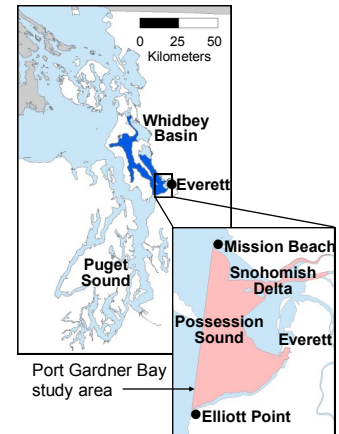 0 25 50
Kilometers
Whidbey
Basin
Everett
Puget
Sound
Mission Beach
Snohomish
Delta
Possession
Sound
Everett
Port Gardner Bay
study area
Elliott Point